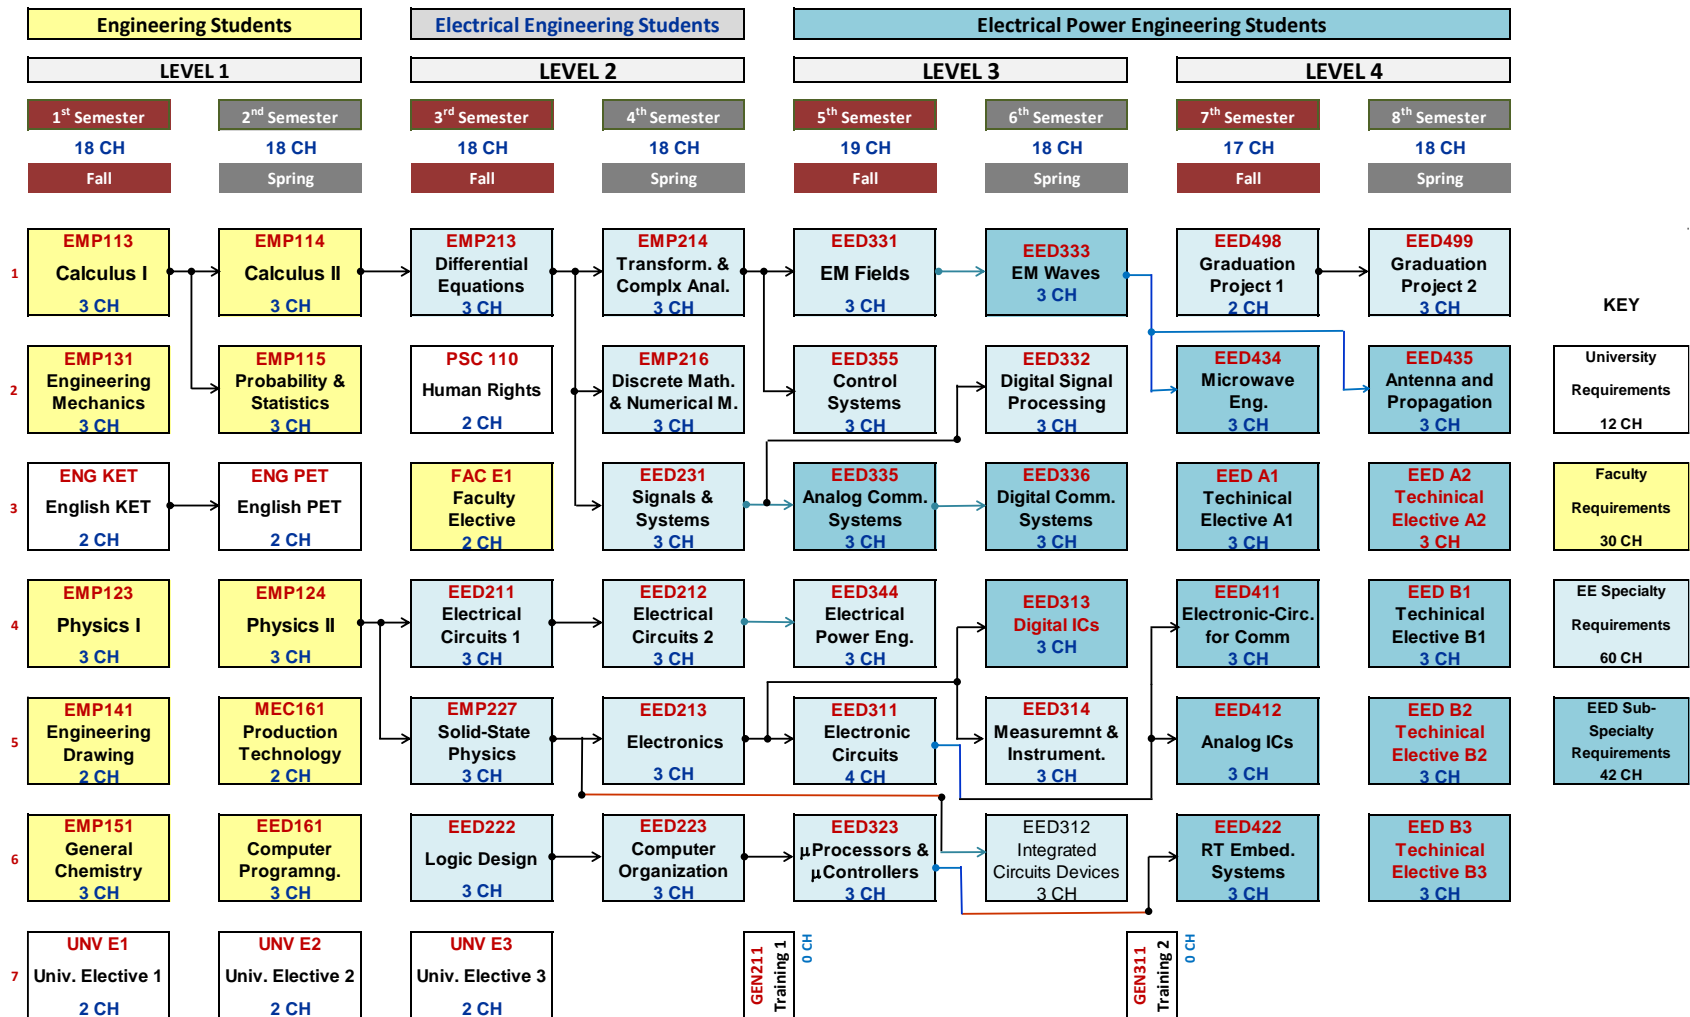 Engineering Students
Electrical Engineering Students
Electrical Power Engineering Students
LEVEL 1
LEVEL 2
LEVEL 3
LEVEL 4
1st Semester
2nd Semester
3rd Semester
4th Semester
5th Semester
6th Semester
7th Semester
8th Semester
18 CH
18 CH
18 CH
18 CH
19 CH
18 CH
17 CH
18 CH
Fall
Spring
Fall
Spring
Fall
Spring
Fall
Spring
1
EMP113
Calculus I
3 CH
EMP114
Calculus II
3 CH
EMP213
Differential
Equations
3 CH
EMP214
Transform. &
Complx Anal.
3 CH
EED331
EM Fields
3 CH
EED333
EM Waves
3 CH
EED498
Graduation
Project 1
2 CH
EED499
Graduation
Project 2
3 CH
KEY
2
EMP131
Engineering
Mechanics
3 CH
EMP115
Probability &
Statistics
3 CH
PSC 110
Human Rights
2 CH
EMP216
Discrete Math.
& Numerical M.
3 CH
EED355
Control
Systems
3 CH
EED332
Digital Signal
Processing
3 CH
EED434
Microwave
Eng.
3 CH
EED435
Antenna and
Propagation
3 CH
University
Requirements
12 CH
3
ENG KET
English KET
2 CH
ENG PET
English PET
2 CH
FAC E1
Faculty
Elective
2 CH
EED231
Signals &
Systems
3 CH
EED335
Analog Comm.
Systems
3 CH
EED336
Digital Comm.
Systems
3 CH
EED A1
Techinical
Elective A1
3 CH
EED A2
Techinical
Elective A2
3 CH
Faculty
Requirements
30 CH
4
EMP123
Physics I
3 CH
EMP124
Physics II
3 CH
EED211
Electrical
Circuits 1
3 CH
EED212
Electrical
Circuits 2
3 CH
EED344
Electrical
Power Eng.
3 CH
EED313
Digital ICs
3 CH
EED411
Electronic-Circ.
for Comm
3 CH
EED B1
Techinical
Elective B1
3 CH
EE Specialty
Requirements
60 CH
5
EMP141
Engineering
Drawing
2 CH
MEC161
Production
Technology
2 CH
EMP227
Solid-State
Physics
3 CH
EED213
Electronics
3 CH
EED311
Electronic
Circuits
4 CH
EED314
Measuremnt &
Instrument.
3 CH
EED412
Analog ICs
3 CH
EED B2
Techinical
Elective B2
3 CH
EED Sub-
Specialty
Requirements
42 CH
6
EMP151
General
Chemistry
3 CH
EED161
Computer
Programng.
3 CH
EED222
Logic Design
3 CH
EED223
Computer
Organization
3 CH
EED323
µProcessors &
µControllers
3 CH
EED312
Integrated
Circuits Devices
3 CH
EED422
RT Embed.
Systems
3 CH
EED B3
Techinical
Elective B3
3 CH
7
UNV E1
Univ. Elective 1
2 CH
UNV E2
Univ. Elective 2
2 CH
UNV E3
Univ. Elective 3
2 CH
GEN211
Training 1
0 CH
GEN311
Training 2
0 CH